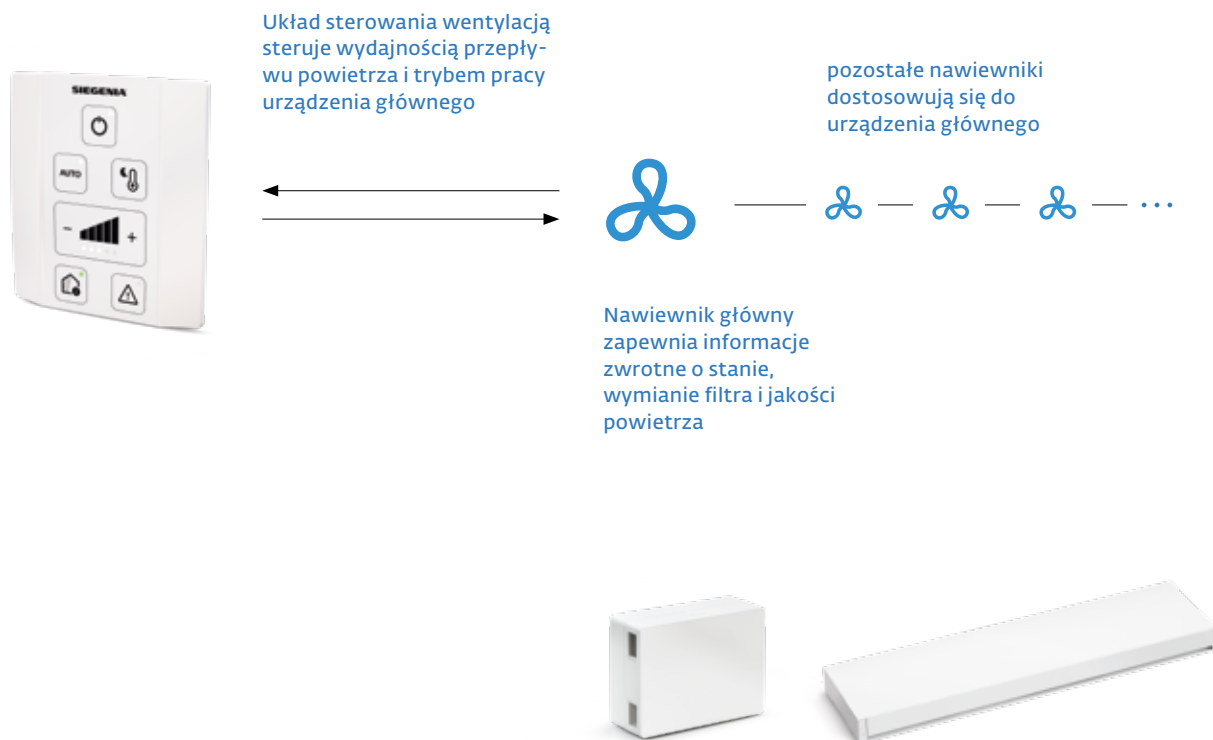 Układ sterowania wentylacją
steruje wydajnością przepły-
wu powietrza i trybem pracy
urządzenia głównego
pozostałe nawiewniki
dostosowują się do
urządzenia głównego
SIEGENIA
AUTO
- +
...
Nawiewnik główny
zapewnia informacje
zwrotne o stanie,
wymianie filtra i jakości
powietrza